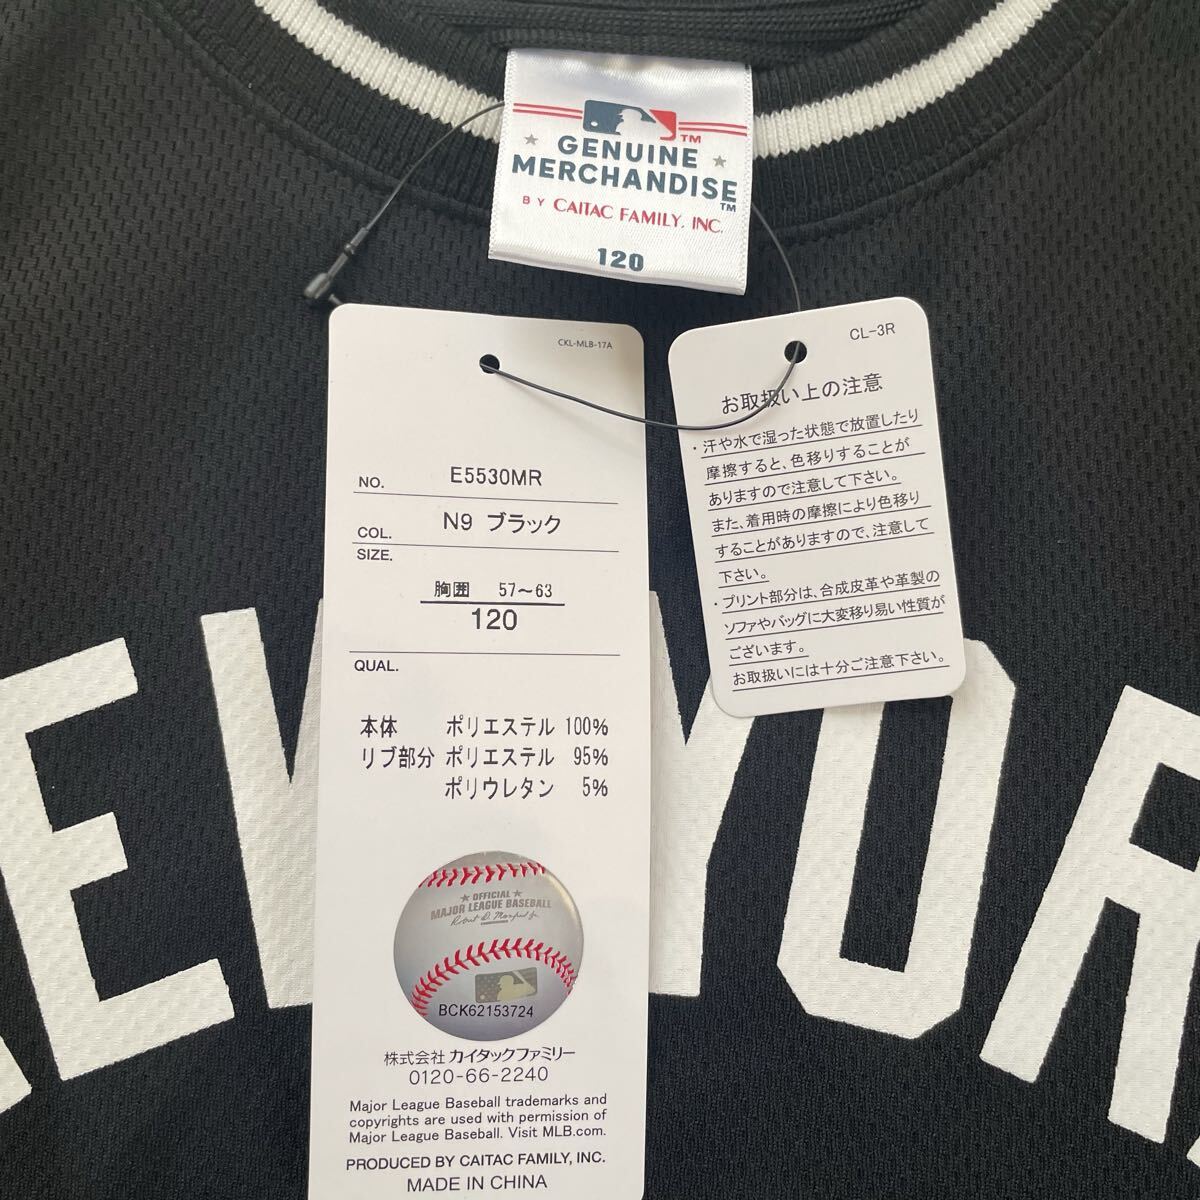 TM
GENUINE
MERCHANDISE
TM
BY CAITAC FAMILY, INC.
120
CKL-MLB-17A
NO. E5530MR
COL. N9 ブラック
SIZE.
胸囲 57～63
120
QUAL.
本体 ポリエステル 100%
リブ部分 ポリエステル 95%
ポリウレタン 5%
OFFICIAL
MAJOR LEAGUE BASEBALL
BCK62153724
株式会社 カイタックファミリー
0120-66-2240
Major League Baseball trademarks and
copyrights are used with permission of
Major League Baseball. Visit MLB.com.
PRODUCED BY CAITAC FAMILY, INC.
MADE IN CHINA
CL-3R
お取扱い上の注意
・汗や水で湿った状態で放置したり
摩擦すると、色移りすることが
ありますので注意して下さい。
また、着用時の摩擦により色移り
することがありますので、注意して
下さい。
・プリント部分は、合成皮革や革製の
ソファやバッグに大変移り易い性質が
ございます。
お取扱いには十分ご注意下さい。
EW YOR